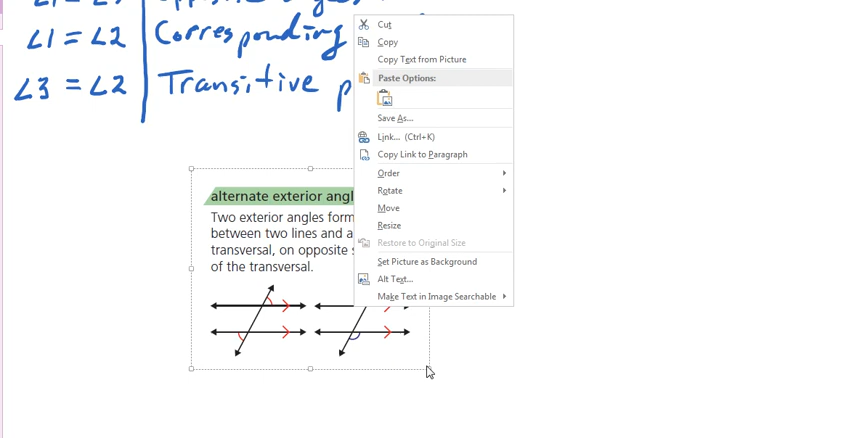 ∠1 = ∠2 Corresponding
∠3 = ∠2 Transitive p
Cut
Copy
Copy Text from Picture
Paste Options:
Save As...
Link... (Ctrl+K)
Copy Link to Paragraph
Order
Rotate
Move
Resize
Restore to Original Size
Set Picture as Background
Alt Text...
Make Text in Image Searchable
alternate exterior angl
Two exterior angles form
between two lines and a
transversal, on opposite s
of the transversal.